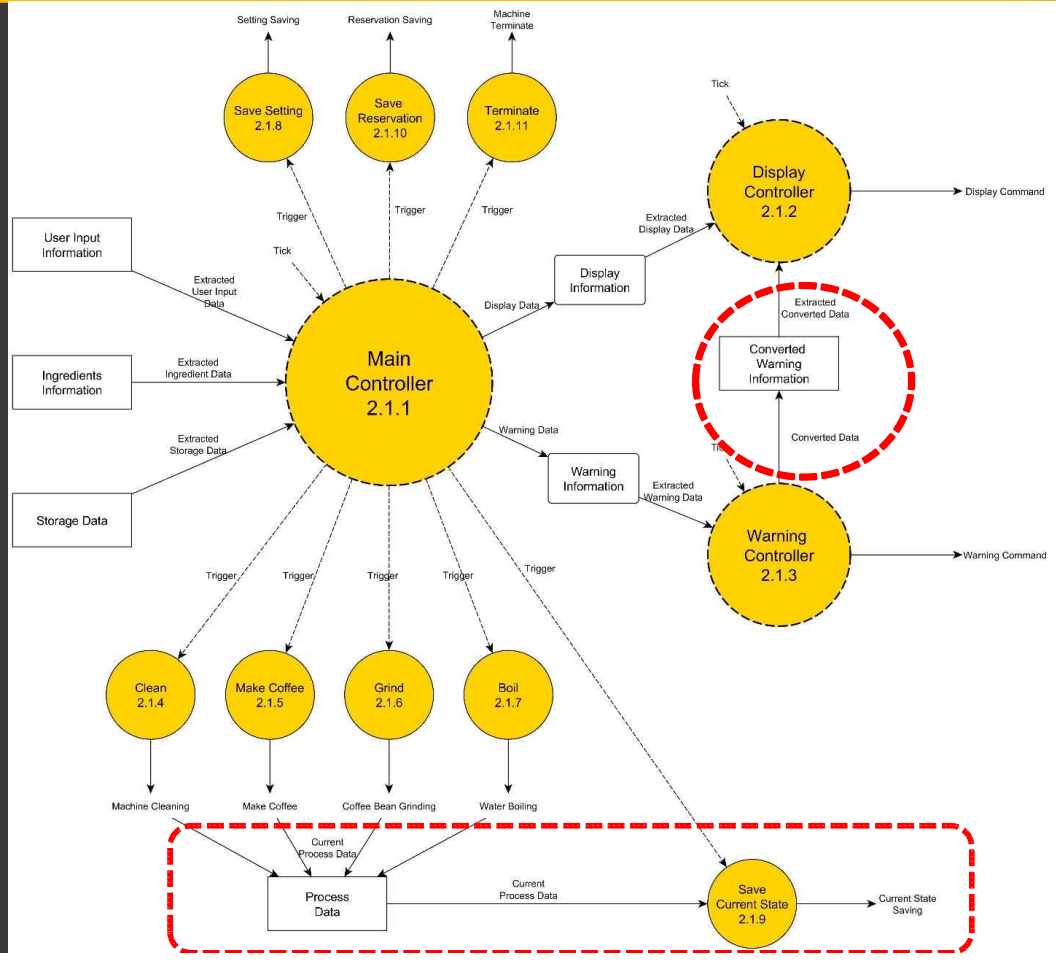 Setting Saving
Reservation Saving
Machine
Terminate
Save Setting
2.1.8
Save
Reservation
2.1.10
Terminate
2.1.11
Tick
Display
Controller
2.1.2
Display Command
Trigger
Trigger
Trigger
User Input
Information
Tick
Extracted
Display Data
Extracted
User Input
Data
Display
Information
Display Data
Extracted
Converted Data
Main
Controller
2.1.1
Converted
Warning
Information
Ingredients
Information
Extracted
Ingredient Data
Extracted
Storage Data
Warning Data
Converted Data
Tick
Warning
Information
Extracted
Warning Data
Storage Data
Warning
Controller
2.1.3
Warning Command
Trigger
Trigger
Trigger
Trigger
Trigger
Clean
2.1.4
Make Coffee
2.1.5
Grind
2.1.6
Boil
2.1.7
Machine Cleaning
Make Coffee
Coffee Bean Grinding
Water Boiling
Current
Process Data
Process
Data
Current
Process Data
Save
Current State
2.1.9
Current State
Saving